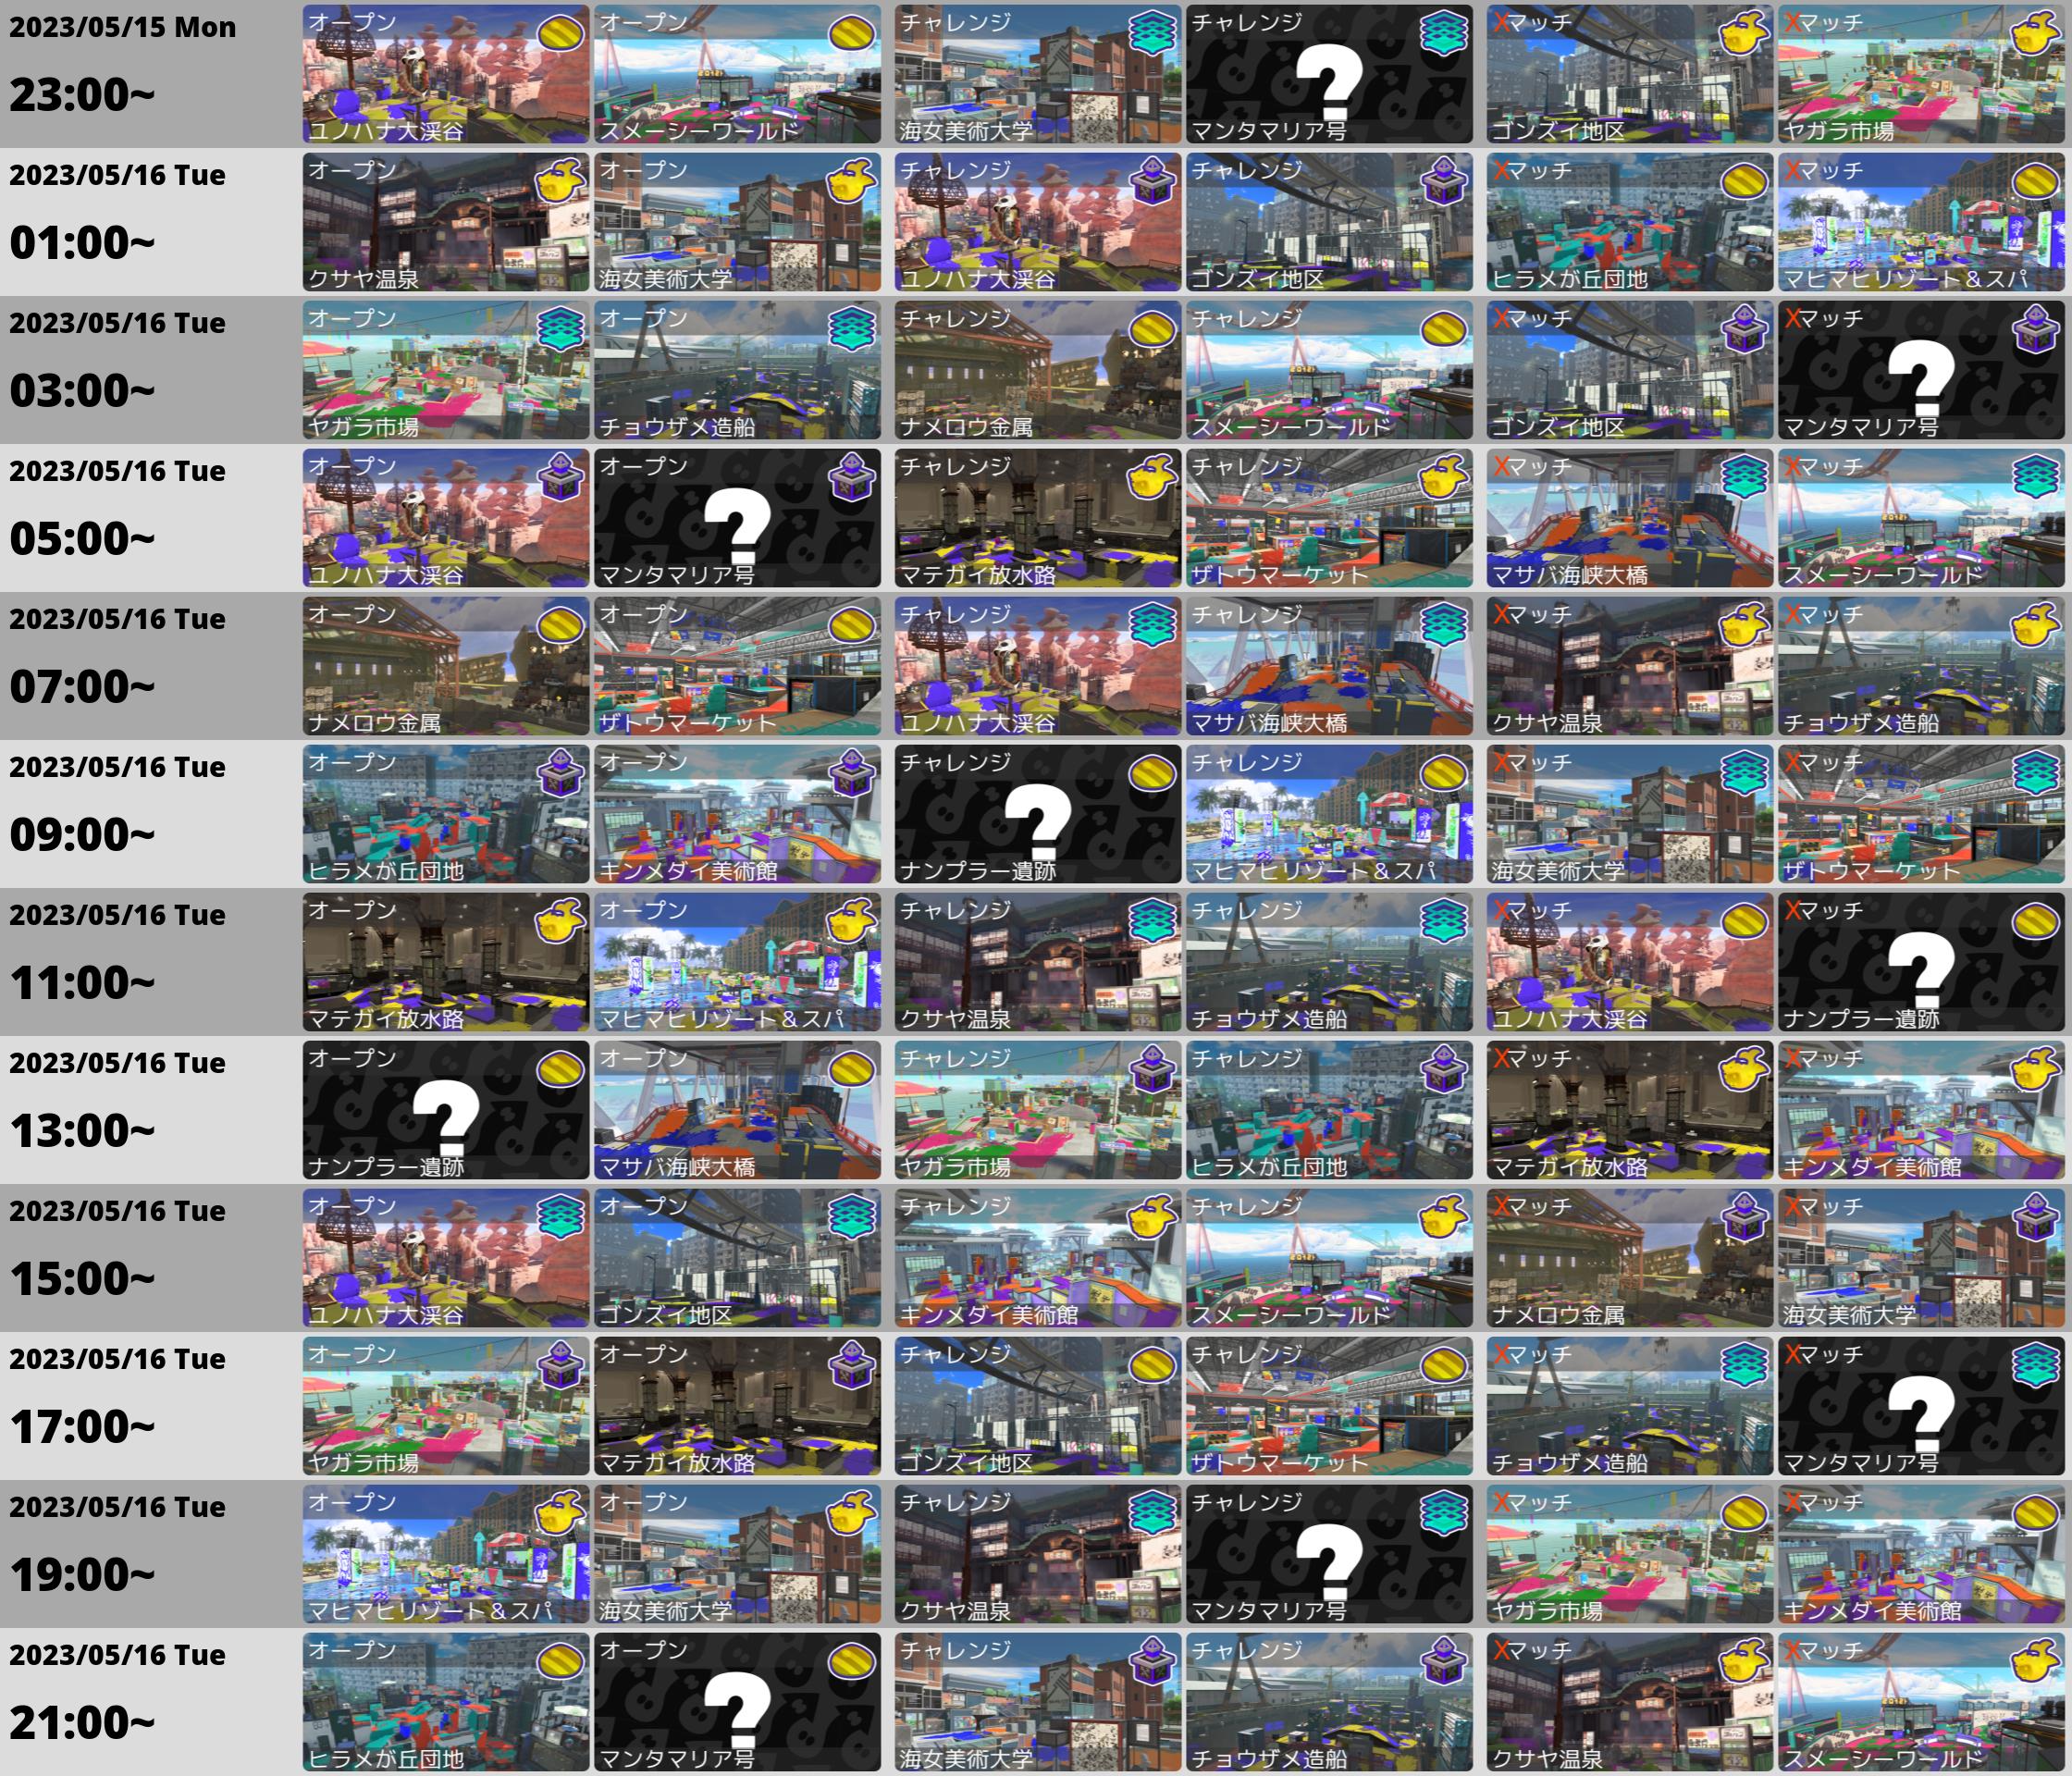 2023/05/15 Mon
23:00~
オープン
ユノハナ大渓谷
オープン
スメーシーワールド
チャレンジ
海女美術大学
チャレンジ
マンタマリア号
Xマッチ
ゴンズイ地区
Xマッチ
ヤガラ市場
2023/05/16 Tue
01:00~
オープン
クサヤ温泉
オープン
海女美術大学
チャレンジ
ユノハナ大渓谷
チャレンジ
ゴンズイ地区
Xマッチ
ヒラメが丘団地
Xマッチ
マヒマヒリゾート&スパ
2023/05/16 Tue
03:00~
オープン
ヤガラ市場
オープン
チョウザメ造船
チャレンジ
ナメロウ金属
チャレンジ
スメーシーワールド
Xマッチ
ゴンズイ地区
Xマッチ
マンタマリア号
2023/05/16 Tue
05:00~
オープン
ユノハナ大渓谷
オープン
マンタマリア号
チャレンジ
マテガイ放水路
チャレンジ
ザトウマーケット
Xマッチ
マサバ海峡大橋
Xマッチ
スメーシーワールド
2023/05/16 Tue
07:00~
オープン
ナメロウ金属
オープン
ザトウマーケット
チャレンジ
ユノハナ大渓谷
チャレンジ
マサバ海峡大橋
Xマッチ
クサヤ温泉
Xマッチ
チョウザメ造船
2023/05/16 Tue
09:00~
オープン
ヒラメが丘団地
オープン
キンメダイ美術館
チャレンジ
ナンプラー遺跡
チャレンジ
マヒマヒリゾート&スパ
Xマッチ
海女美術大学
Xマッチ
ザトウマーケット
2023/05/16 Tue
11:00~
オープン
マテガイ放水路
オープン
マヒマヒリゾート&スパ
チャレンジ
クサヤ温泉
チャレンジ
チョウザメ造船
Xマッチ
ユノハナ大渓谷
Xマッチ
ナンプラー遺跡
2023/05/16 Tue
13:00~
オープン
ナンプラー遺跡
オープン
マサバ海峡大橋
チャレンジ
ヤガラ市場
チャレンジ
ヒラメが丘団地
Xマッチ
マテガイ放水路
Xマッチ
キンメダイ美術館
2023/05/16 Tue
15:00~
オープン
ユノハナ大渓谷
オープン
ゴンズイ地区
チャレンジ
キンメダイ美術館
チャレンジ
スメーシーワールド
Xマッチ
ナメロウ金属
Xマッチ
海女美術大学
2023/05/16 Tue
17:00~
オープン
ヤガラ市場
オープン
マテガイ放水路
チャレンジ
ゴンズイ地区
チャレンジ
ザトウマーケット
Xマッチ
チョウザメ造船
Xマッチ
マンタマリア号
2023/05/16 Tue
19:00~
オープン
マヒマヒリゾート&スパ
オープン
海女美術大学
チャレンジ
クサヤ温泉
チャレンジ
マンタマリア号
Xマッチ
ヤガラ市場
Xマッチ
キンメダイ美術館
2023/05/16 Tue
21:00~
オープン
ヒラメが丘団地
オープン
マンタマリア号
チャレンジ
海女美術大学
チャレンジ
チョウザメ造船
Xマッチ
クサヤ温泉
Xマッチ
スメーシーワールド